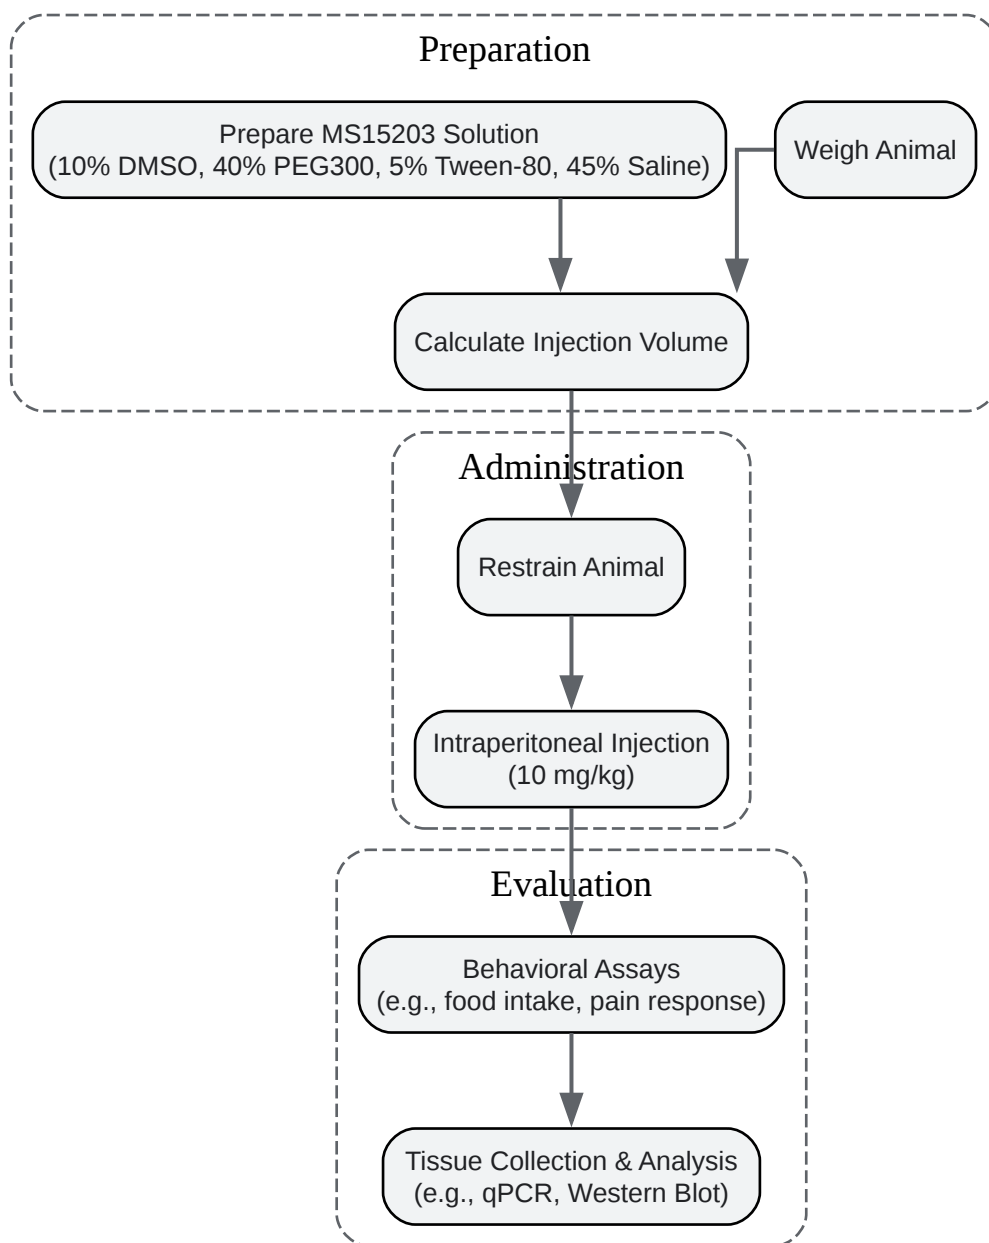 Preparation
Prepare MS15203 Solution
(10% DMSO, 40% PEG300, 5% Tween-80, 45% Saline)
Weigh Animal
Calculate Injection Volume
Administration
Restrain Animal
Intraperitoneal Injection
(10 mg/kg)
Evaluation
Behavioral Assays
(e.g., food intake, pain response)
Tissue Collection & Analysis
(e.g., qPCR, Western Blot)